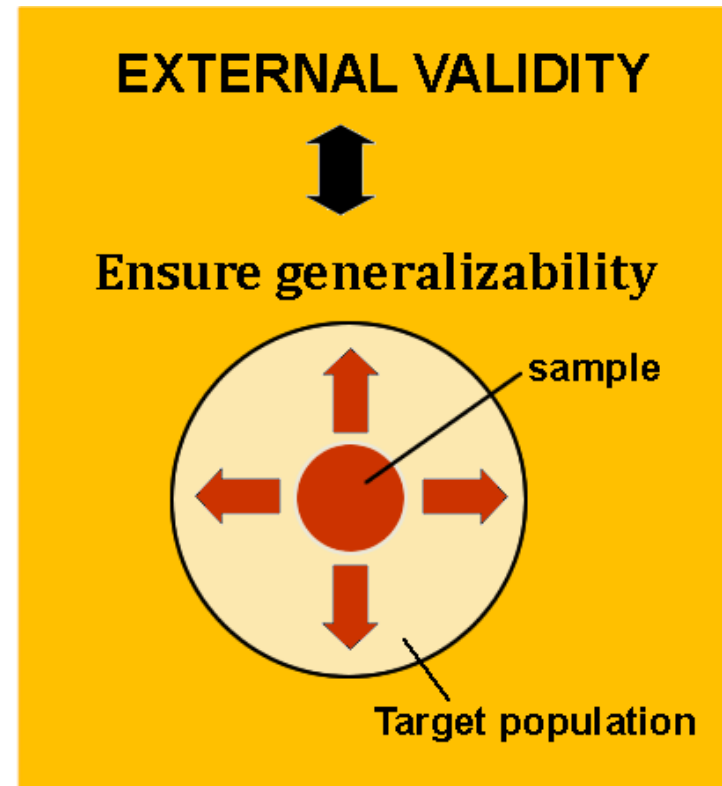 EXTERNAL VALIDITY
Ensure generalizability
sample
Target population